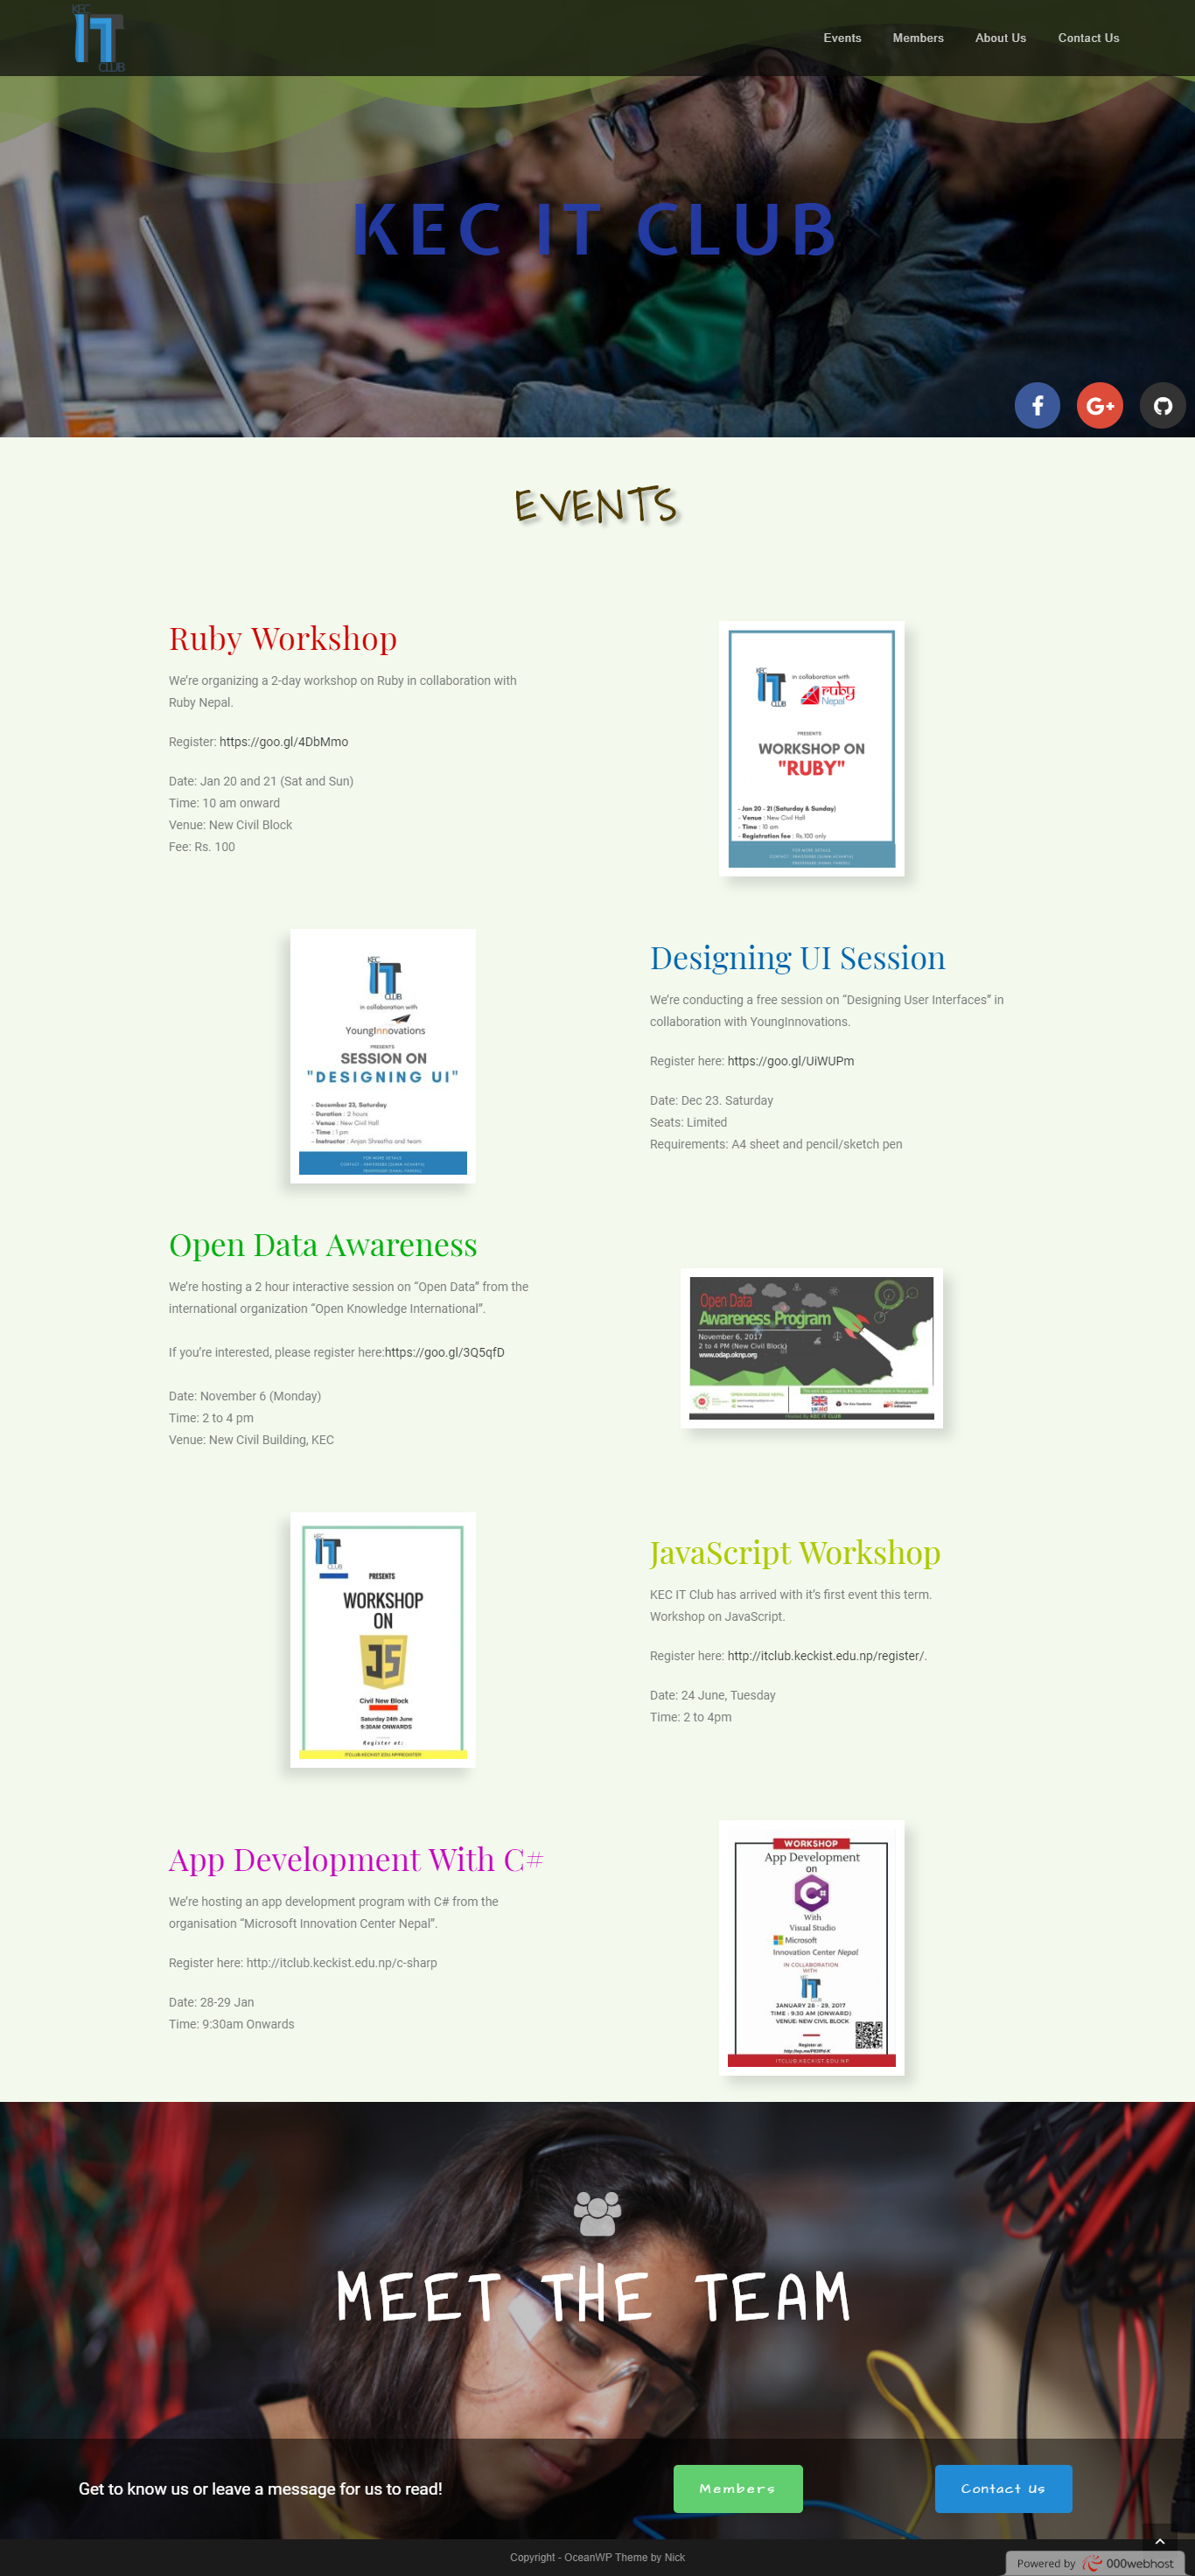 KEC
IT
CLUB
Events
Members
About Us
Contact Us
KEC IT CLUB
EVENTS
Ruby Workshop
We’re organizing a 2-day workshop on Ruby in collaboration with
Ruby Nepal.
Register: https://goo.gl/4DbMmo
Date: Jan 20 and 21 (Sat and Sun)
Time: 10 am onward
Venue: New Civil Block
Fee: Rs. 100
KEC
IT
CLUB
in collaboration with
ruby
Nepal
PRESENTS
WORKSHOP ON
"RUBY"
- Jan 20 - 21 (Saturday & Sunday)
- Venue : New Civil Hall
- Time : 10 am
- Registration fee : Rs.100 only
FOR MORE DETAILS
KEC
IT
CLUB
in collaboration with
YoungInnovations
PRESENTS
SESSION ON
"DESIGNING UI"
- December 23, Saturday
- Duration : 2 hours
- Venue : New Civil Hall
- Time : 1 pm
- Instructor : Anjan Shrestha and team
FOR MORE DETAILS
Designing UI Session
We’re conducting a free session on “Designing User Interfaces” in
collaboration with YoungInnovations.
Register here: https://goo.gl/UiWUPm
Date: Dec 23. Saturday
Seats: Limited
Requirements: A4 sheet and pencil/sketch pen
Open Data Awareness
We’re hosting a 2 hour interactive session on “Open Data” from the
international organization “Open Knowledge International”.
If you’re interested, please register here:https://goo.gl/3Q5qfD
Date: November 6 (Monday)
Time: 2 to 4 pm
Venue: New Civil Building, KEC
Open Data
Awareness Program
November 6, 2017
2 to 4 PM (New Civil Block)
www.odap.oknp.org
OPEN KNOWLEDGE NEPAL
UKaid
Hosted by KEC IT CLUB
KEC
IT
CLUB
PRESENTS
WORKSHOP
ON
JS
Civil New Block
Saturday 24th June
9:30AM ONWARDS
Register at:
ITCLUB.KECKIST.EDU.NP/REGISTER
JavaScript Workshop
KEC IT Club has arrived with it’s first event this term.
Workshop on JavaScript.
Register here: http://itclub.keckist.edu.np/register/.
Date: 24 June, Tuesday
Time: 2 to 4pm
App Development With C#
We’re hosting an app development program with C# from the
organisation “Microsoft Innovation Center Nepal”.
Register here: http://itclub.keckist.edu.np/c-sharp
Date: 28-29 Jan
Time: 9:30am Onwards
WORKSHOP
App Development
on
C#
With
Visual Studio
Microsoft
Innovation Center Nepal
IN COLLABORATION
WITH
KEC
IT
CLUB
JANUARY 28 - 29, 2017
TIME : 9:30 AM (ONWARD)
VENUE: NEW CIVIL BLOCK
Register at:
ITCLUB.KECKIST.EDU.NP
MEET THE TEAM
Get to know us or leave a message for us to read!
Members
Contact Us
Copyright - OceanWP Theme by Nick
Powered by 000webhost